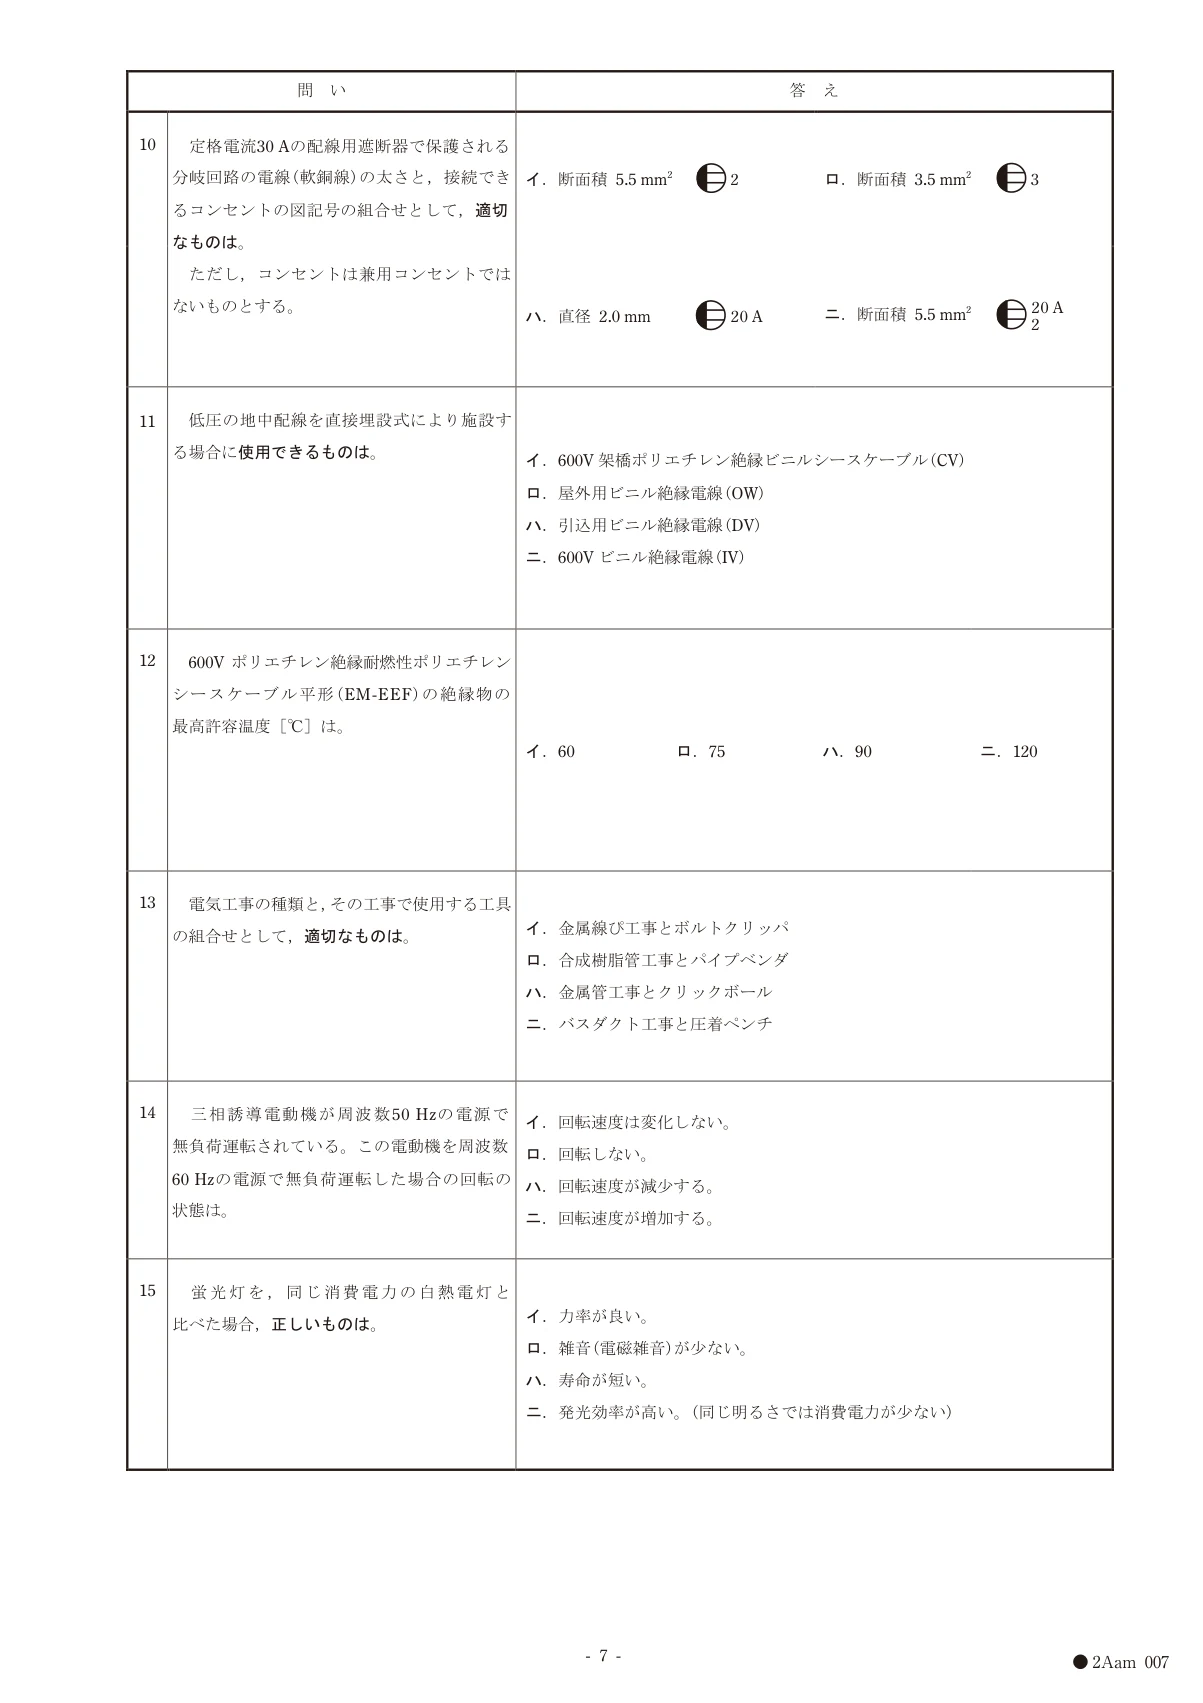 問 い
答 え
10
定格電流30 Aの配線用遮断器で保護される
分岐回路の電線(軟銅線)の太さと，接続でき
るコンセントの図記号の組合せとして，適切
なものは。
ただし，コンセントは兼用コンセントでは
ないものとする。
イ．断面積 5.5 mm² 2
ロ．断面積 3.5 mm² 3
ハ．直径 2.0 mm 20 A
ニ．断面積 5.5 mm² 20 A
2
11
低圧の地中配線を直接埋設式により施設す
る場合に使用できるものは。
イ．600V 架橋ポリエチレン絶縁ビニルシースケーブル(CV)
ロ．屋外用ビニル絶縁電線(OW)
ハ．引込用ビニル絶縁電線(DV)
ニ．600V ビニル絶縁電線(IV)
12
600V ポリエチレン絶縁耐燃性ポリエチレン
シースケーブル平形(EM-EEF)の絶縁物の
最高許容温度［℃］は。
イ．60 ロ．75 ハ．90 ニ．120
13
電気工事の種類と，その工事で使用する工具
の組合せとして，適切なものは。
イ．金属線ぴ工事とボルトクリッパ
ロ．合成樹脂管工事とパイプベンダ
ハ．金属管工事とクリックボール
ニ．バスダクト工事と圧着ペンチ
14
三相誘導電動機が周波数50 Hzの電源で
無負荷運転されている。この電動機を周波数
60 Hzの電源で無負荷運転した場合の回転の
状態は。
イ．回転速度は変化しない。
ロ．回転しない。
ハ．回転速度が減少する。
ニ．回転速度が増加する。
15
蛍光灯を，同じ消費電力の白熱電灯と
比べた場合，正しいものは。
イ．力率が良い。
ロ．雑音(電磁雑音)が少ない。
ハ．寿命が短い。
ニ．発光効率が高い。(同じ明るさでは消費電力が少ない)
- 7 -
●2Aam 007